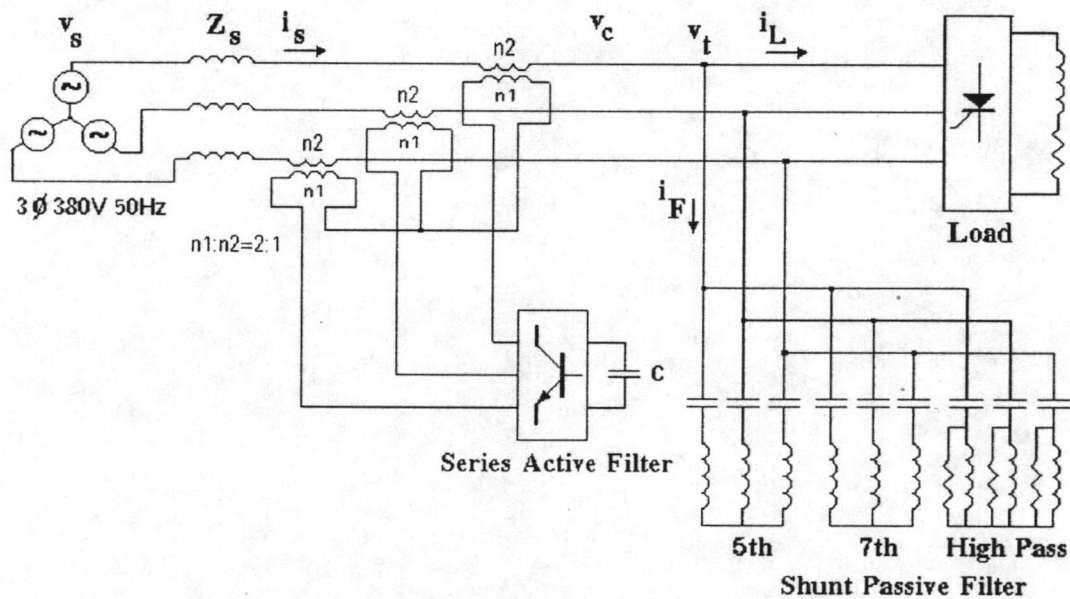 v_s Z_s i_s v_c v_t i_L
n2
n1
n2
n1
n2
n1
3 ϕ 380V 50Hz
n1:n2=2:1
i_F
Load
C
Series Active Filter
5th 7th High Pass
Shunt Passive Filter